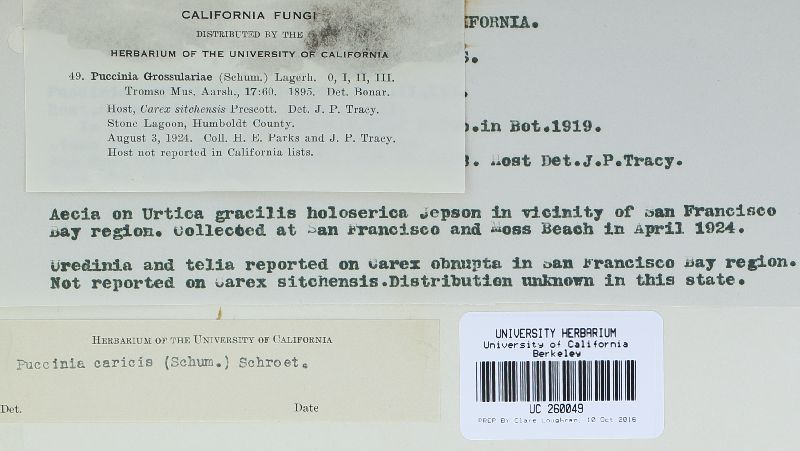 CALIFORNIA FUNGI
DISTRIBUTED BY THE
HERBARIUM OF THE UNIVERSITY OF CALIFORNIA
49. Puccinia Grossulariae (Schum.) Lagerh. 0, I, II, III.
Tromso Mus. Aarsh., 17:60. 1895. Det. Bonar.
Host, Carex sitchensis Prescott. Det. J. P. Tracy.
Stone Lagoon, Humboldt County.
August 3, 1924. Coll. H. E. Parks and J. P. Tracy.
Host not reported in California lists.
FORNIA.
.in Bot.1919.
. Host Det.J.P.Tracy.
Aecia on Urtica gracilis holoserica Jepson in vicinity of San Francisco
Bay region. Collected at San Francisco and Moss Beach in April 1924.
Uredinia and telia reported on Carex obnupta in San Francisco Bay region.
Not reported on Carex sitchensis.Distribution unknown in this state.
HERBARIUM OF THE UNIVERSITY OF CALIFORNIA
Puccinia caricis (Schum.) Schroet.
Det. Date
UNIVERSITY HERBARIUM
University of California
Berkeley
UC 260049
PREP BY Clare Loughran, 10 Oct 2016